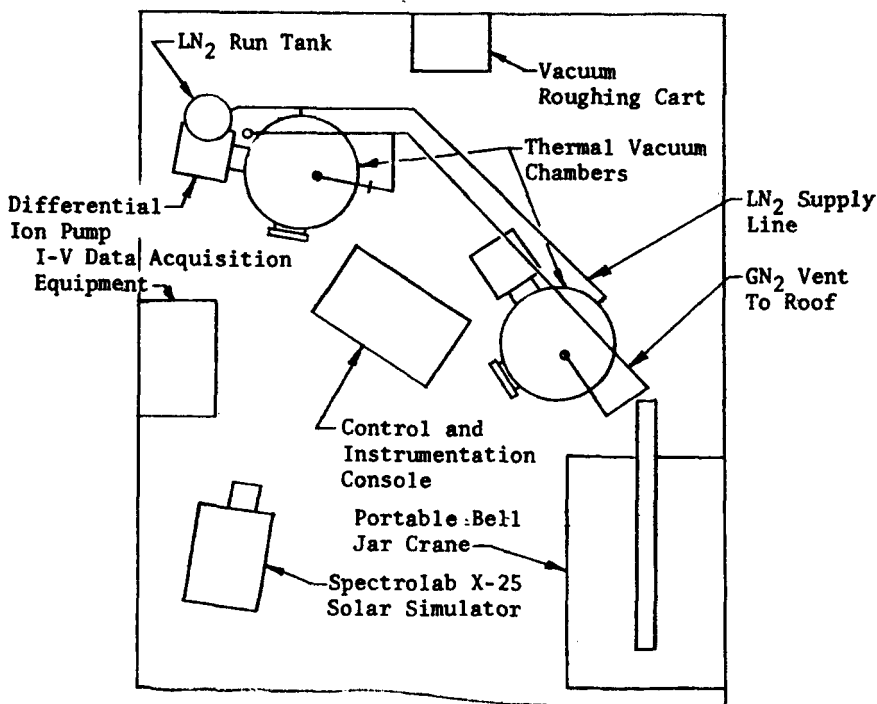 LN2 Run Tank
Vacuum
Roughing Cart
Thermal Vacuum
Chambers
Differential
Ion Pump
LN2 Supply
Line
I-V Data Acquisition
Equipment
GN2 Vent
To Roof
Control and
Instrumentation
Console
Portable Bell
Jar Crane
Spectrolab X-25
Solar Simulator